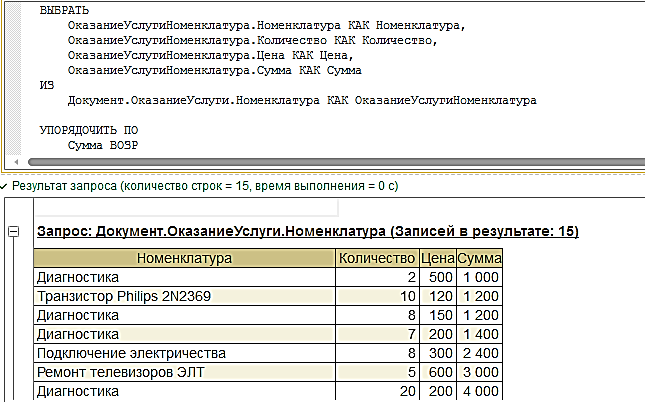 ВЫБРАТЬ
ОказаниеУслугиНоменклатура.Номенклатура КАК Номенклатура,
ОказаниеУслугиНоменклатура.Количество КАК Количество,
ОказаниеУслугиНоменклатура.Цена КАК Цена,
ОказаниеУслугиНоменклатура.Сумма КАК Сумма
ИЗ
Документ.ОказаниеУслуги.Номенклатура КАК ОказаниеУслугиНоменклатура
УПОРЯДОЧИТЬ ПО
Сумма ВОЗР
Результат запроса (количество строк = 15, время выполнения = 0 с)
Запрос: Документ.ОказаниеУслуги.Номенклатура (Записей в результате: 15)
Номенклатура Количество Цена Сумма
Диагностика 2 500 1 000
Транзистор Philips 2N2369 10 120 1 200
Диагностика 8 150 1 200
Диагностика 7 200 1 400
Подключение электричества 8 300 2 400
Ремонт телевизоров ЭЛТ 5 600 3 000
Диагностика 20 200 4 000